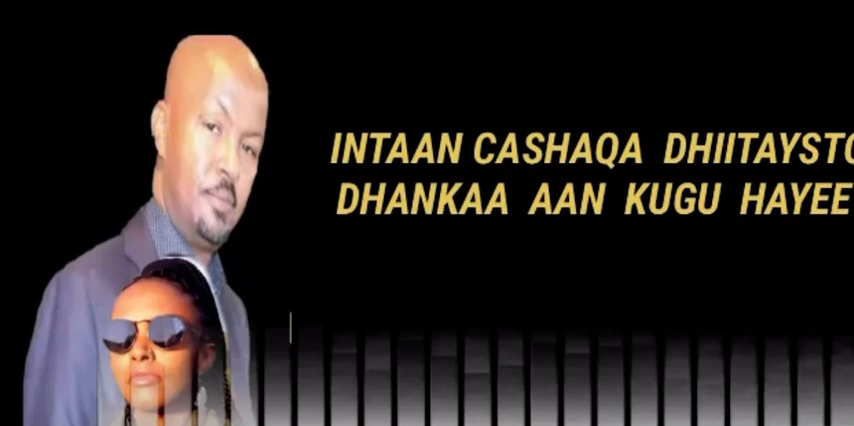 INTAAN CASHAQA DHIITAYSTO
DHANKAA AAN KUGU HAYEE